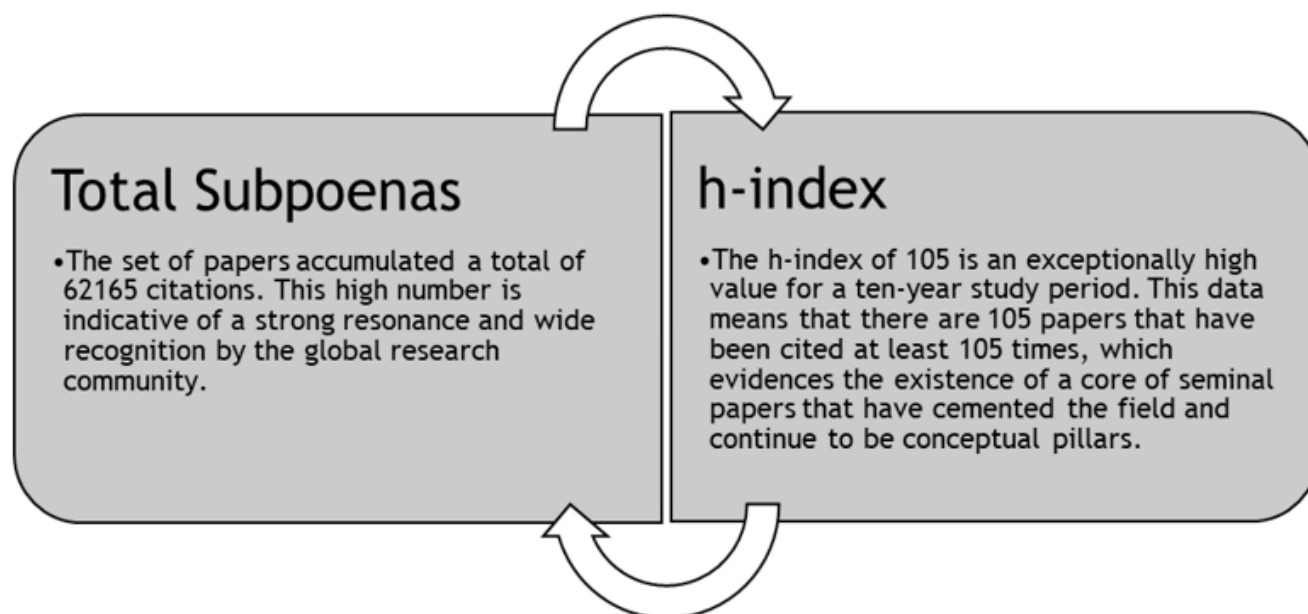 Total Subpoenas
•The set of papers accumulated a total of
62165 citations. This high number is
indicative of a strong resonance and wide
recognition by the global research
community.
h-index
•The h-index of 105 is an exceptionally high
value for a ten-year study period. This data
means that there are 105 papers that have
been cited at least 105 times, which
evidences the existence of a core of seminal
papers that have cemented the field and
continue to be conceptual pillars.